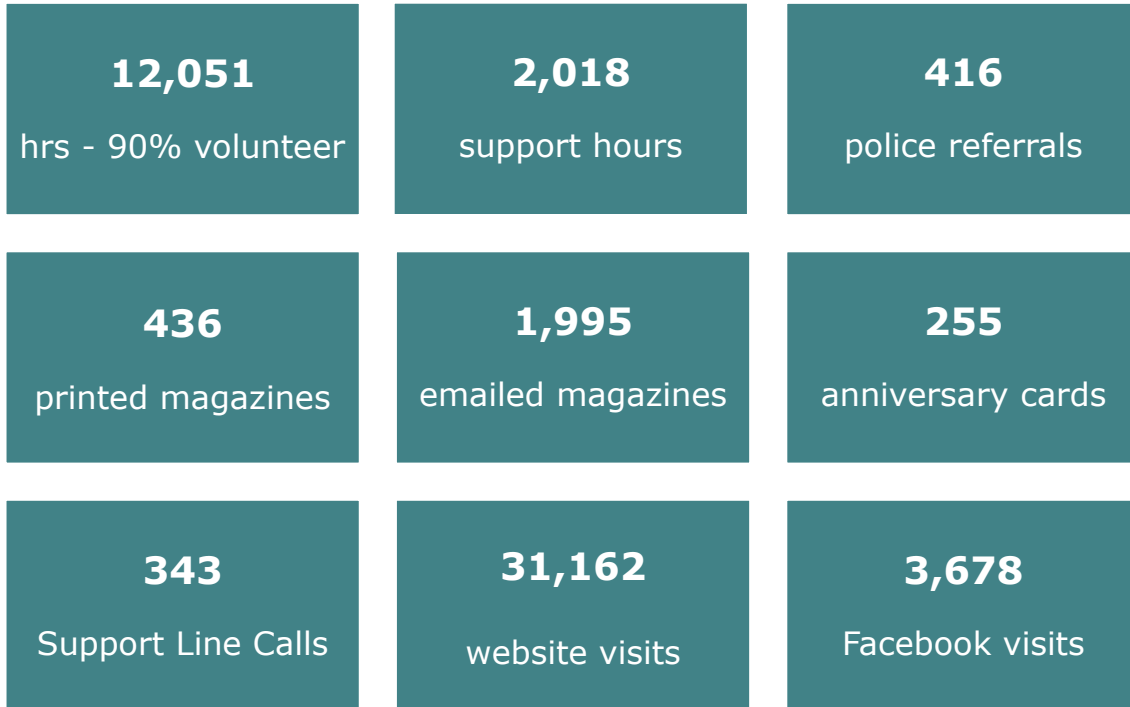 12,051
hrs - 90% volunteer
2,018
support hours
416
police referrals
436
printed magazines
1,995
emailed magazines
255
anniversary cards
343
Support Line Calls
31,162
website visits
3,678
Facebook visits